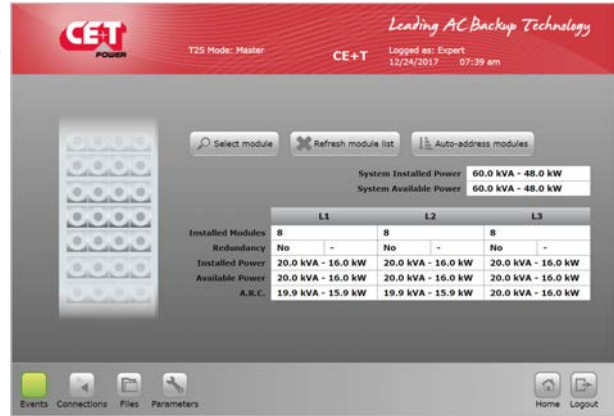 CE+T
POWER
Leading AC Backup Technology
T2S Mode: Master
CE+T
Logged as: Expert
12/24/2017 07:39 am
Select module
Refresh module list
Auto-address modules
System Installed Power 60.0 kVA - 48.0 kW
System Available Power 60.0 kVA - 48.0 kW
L1 L2 L3
Installed Modules 8 8 8
Redundancy No - No - No -
Installed Power 20.0 kVA - 16.0 kW 20.0 kVA - 16.0 kW 20.0 kVA - 16.0 kW
Available Power 20.0 kVA - 16.0 kW 20.0 kVA - 16.0 kW 20.0 kVA - 16.0 kW
A.R.C. 19.9 kVA - 15.9 kW 19.9 kVA - 15.9 kW 20.0 kVA - 16.0 kW
Events Connections Files Parameters Home Logout